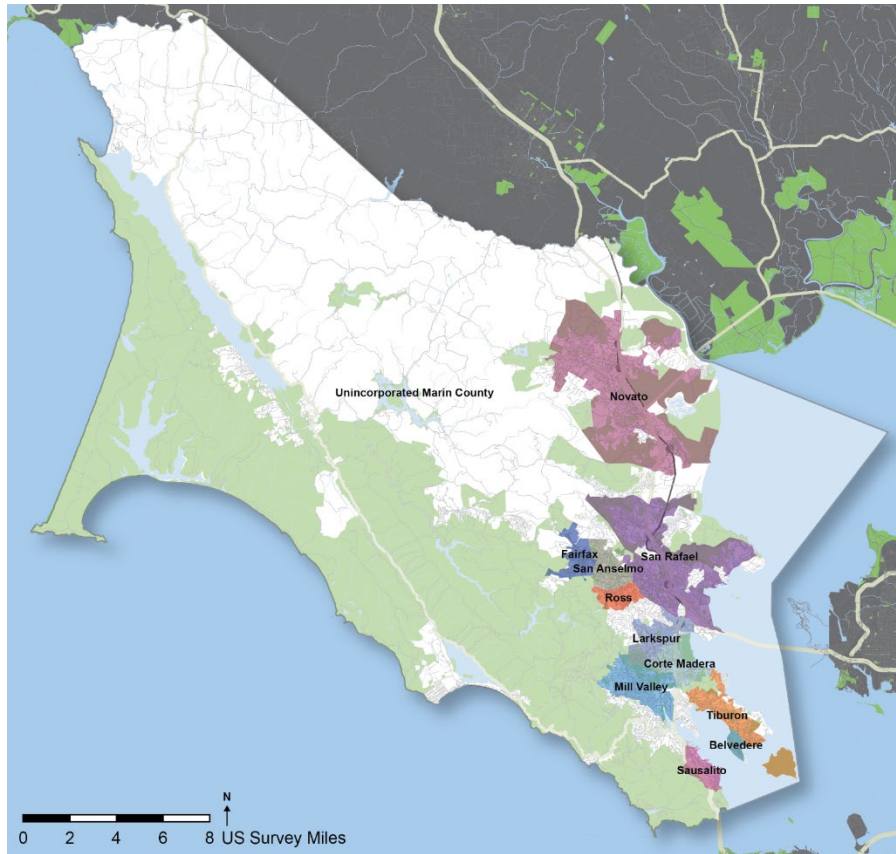 Unincorporated Marin County
Novato
Fairfax
San Rafael
San Anselmo
Ross
Larkspur
Corte Madera
Mill Valley
Tiburon
Belvedere
Sausalito
N
0 2 4 6 8 US Survey Miles